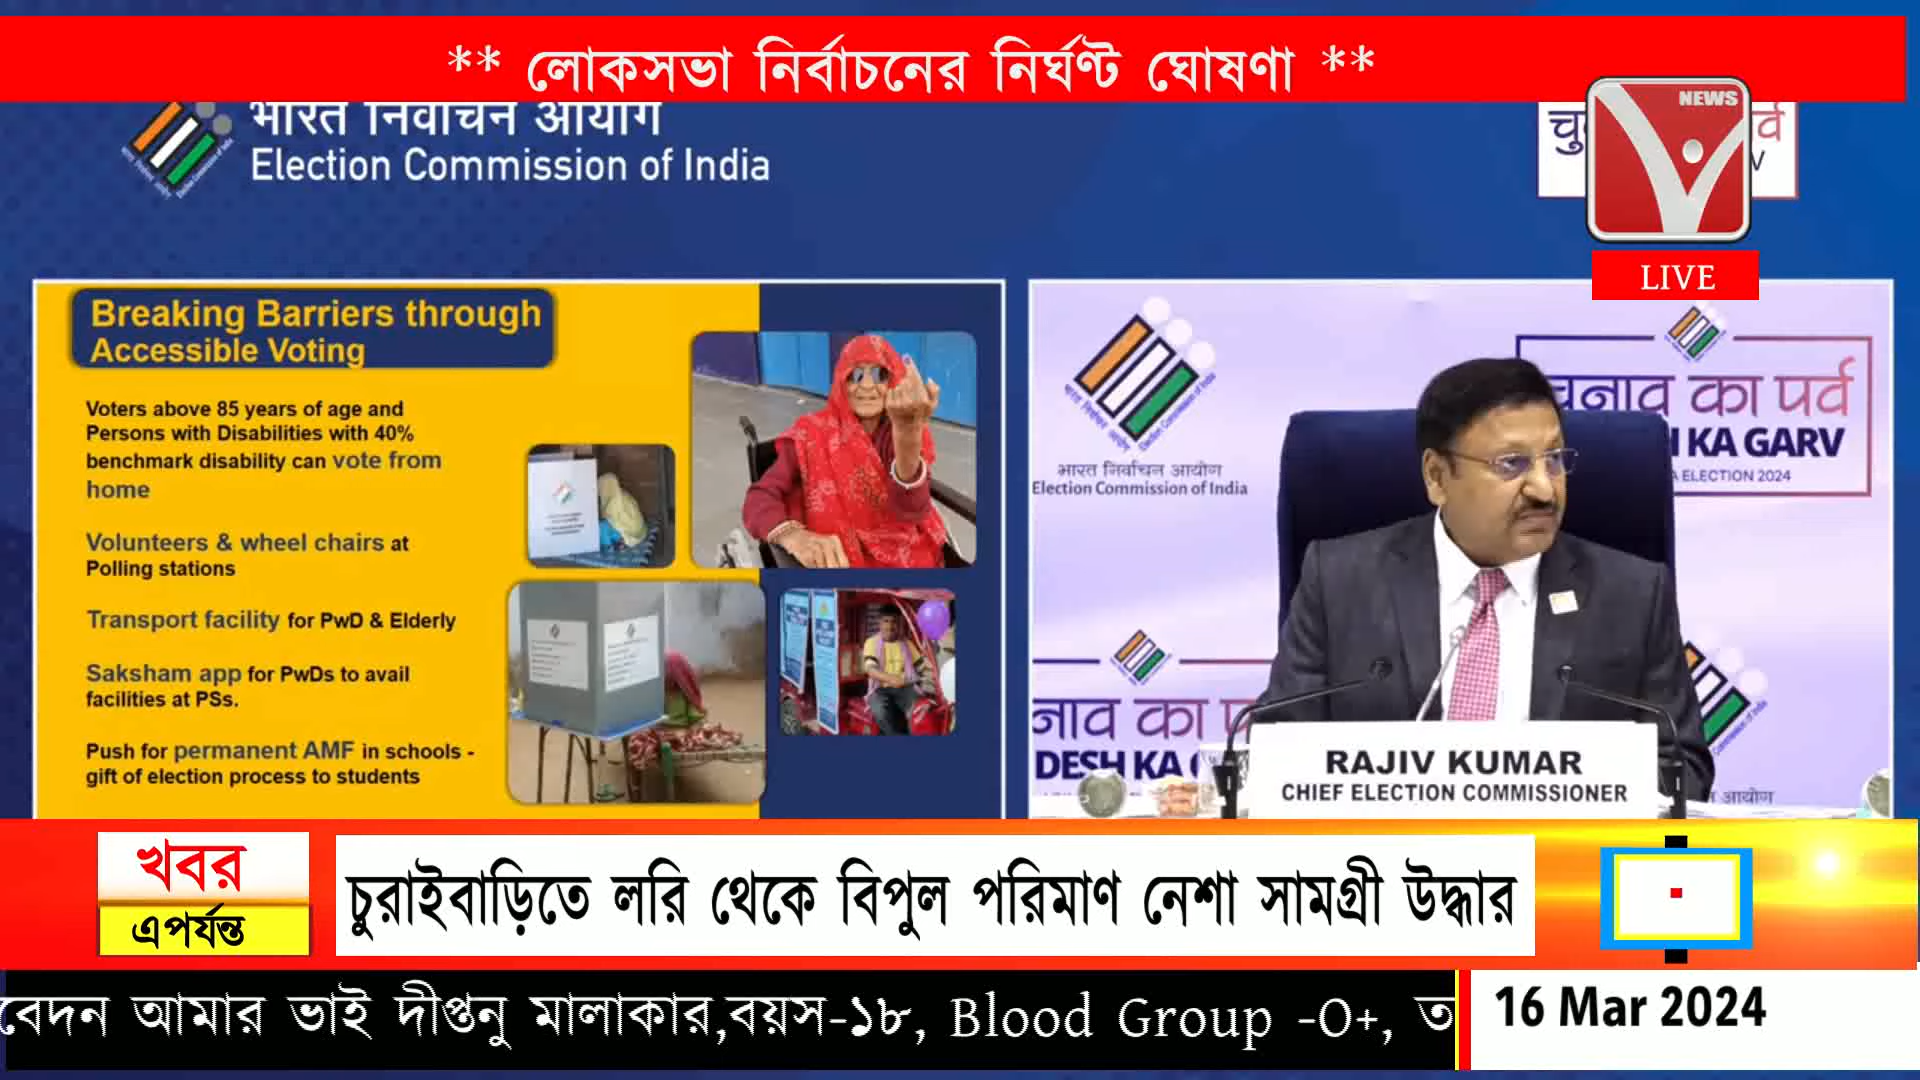 ** লোকসভা নির্বাচনের নির্ঘণ্ট ঘোষণা **
भारत निर्वाचन आयोग
Election Commission of India
NEWS
LIVE
Breaking Barriers through
Accessible Voting
Voters above 85 years of age and
Persons with Disabilities with 40%
benchmark disability can vote from
home
Volunteers & wheel chairs at
Polling stations
Transport facility for PwD & Elderly
Saksham app for PwDs to avail
facilities at PSs.
Push for permanent AMF in schools -
gift of election process to students
भारत निर्वाचन आयोग
Election Commission of India
चुनाव का पर्व
KA GARV
ELECTION 2024
नाव का
DESH KA
आयोग
RAJIV KUMAR
CHIEF ELECTION COMMISSIONER
খবর
এপর্যন্ত
চুরাইবাড়িতে লরি থেকে বিপুল পরিমাণ নেশা সামগ্রী উদ্ধার
বেদন আমার ভাই দীপ্তনু মালাকার,বয়স-১৮, Blood Group -O+, ত
16 Mar 2024